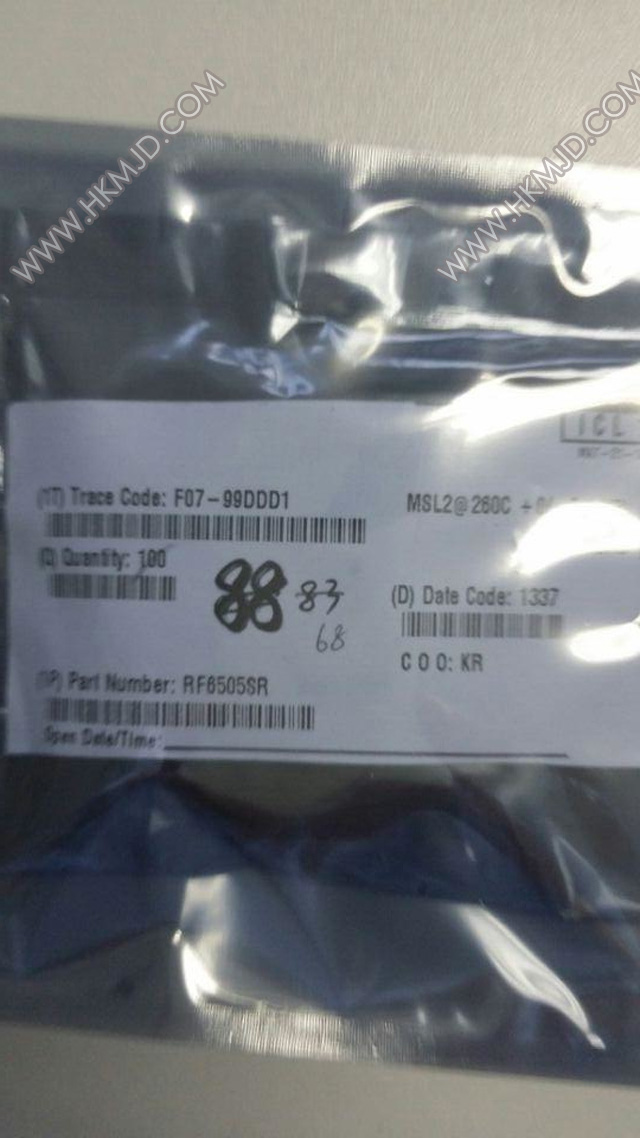 WWW.HKMJD.COM
WWW.HKMJD.COM
ICL
(1T) Trace Code: F07-99DDD1
MSL2@260C
(Q) Quantity: 100
88 83
68
(D) Date Code: 1337
C O O: KR
(1P) Part Number: RF6505SR
Open Date/Time: